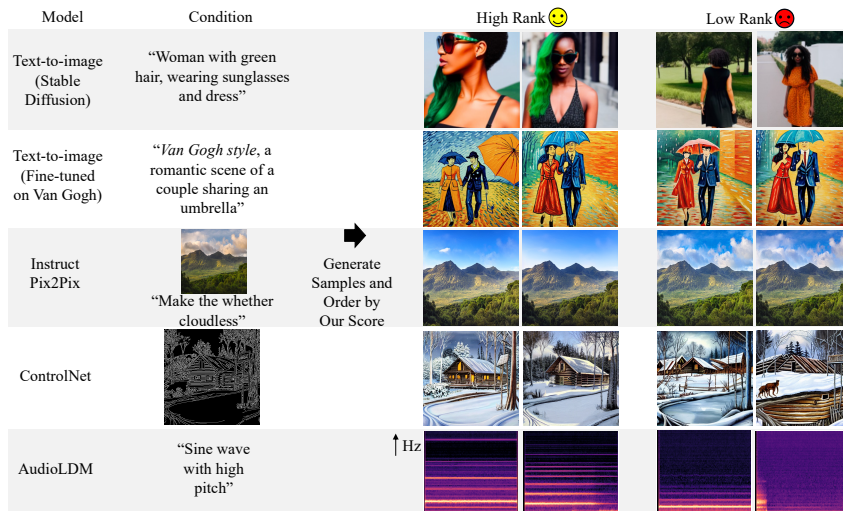 Model
Condition
High Rank
Low Rank
Text-to-image
(Stable
Diffusion)
“Woman with green
hair, wearing sunglasses
and dress”
Text-to-image
(Fine-tuned
on Van Gogh)
“Van Gogh style, a
romantic scene of a
couple sharing an
umbrella”
Instruct
Pix2Pix
“Make the whether
cloudless”
Generate
Samples and
Order by
Our Score
ControlNet
AudioLDM
“Sine wave
with high
pitch”
Hz